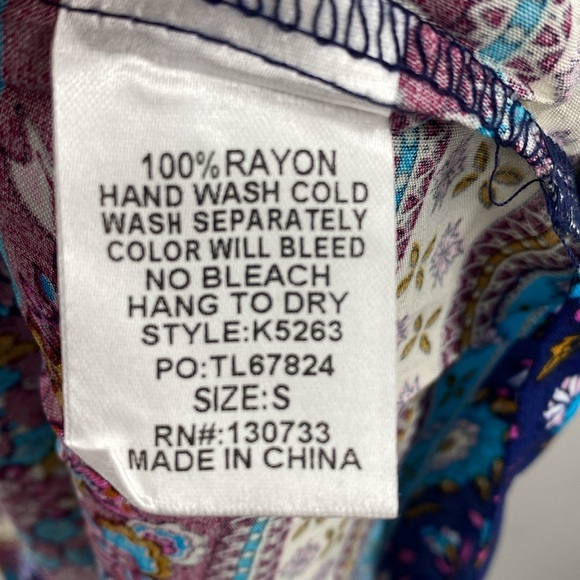 100%RAYON
HAND WASH COLD
WASH SEPARATELY
COLOR WILL BLEED
NO BLEACH
HANG TO DRY
STYLE:K5263
PO:TL67824
SIZE:S
RN#:130733
MADE IN CHINA